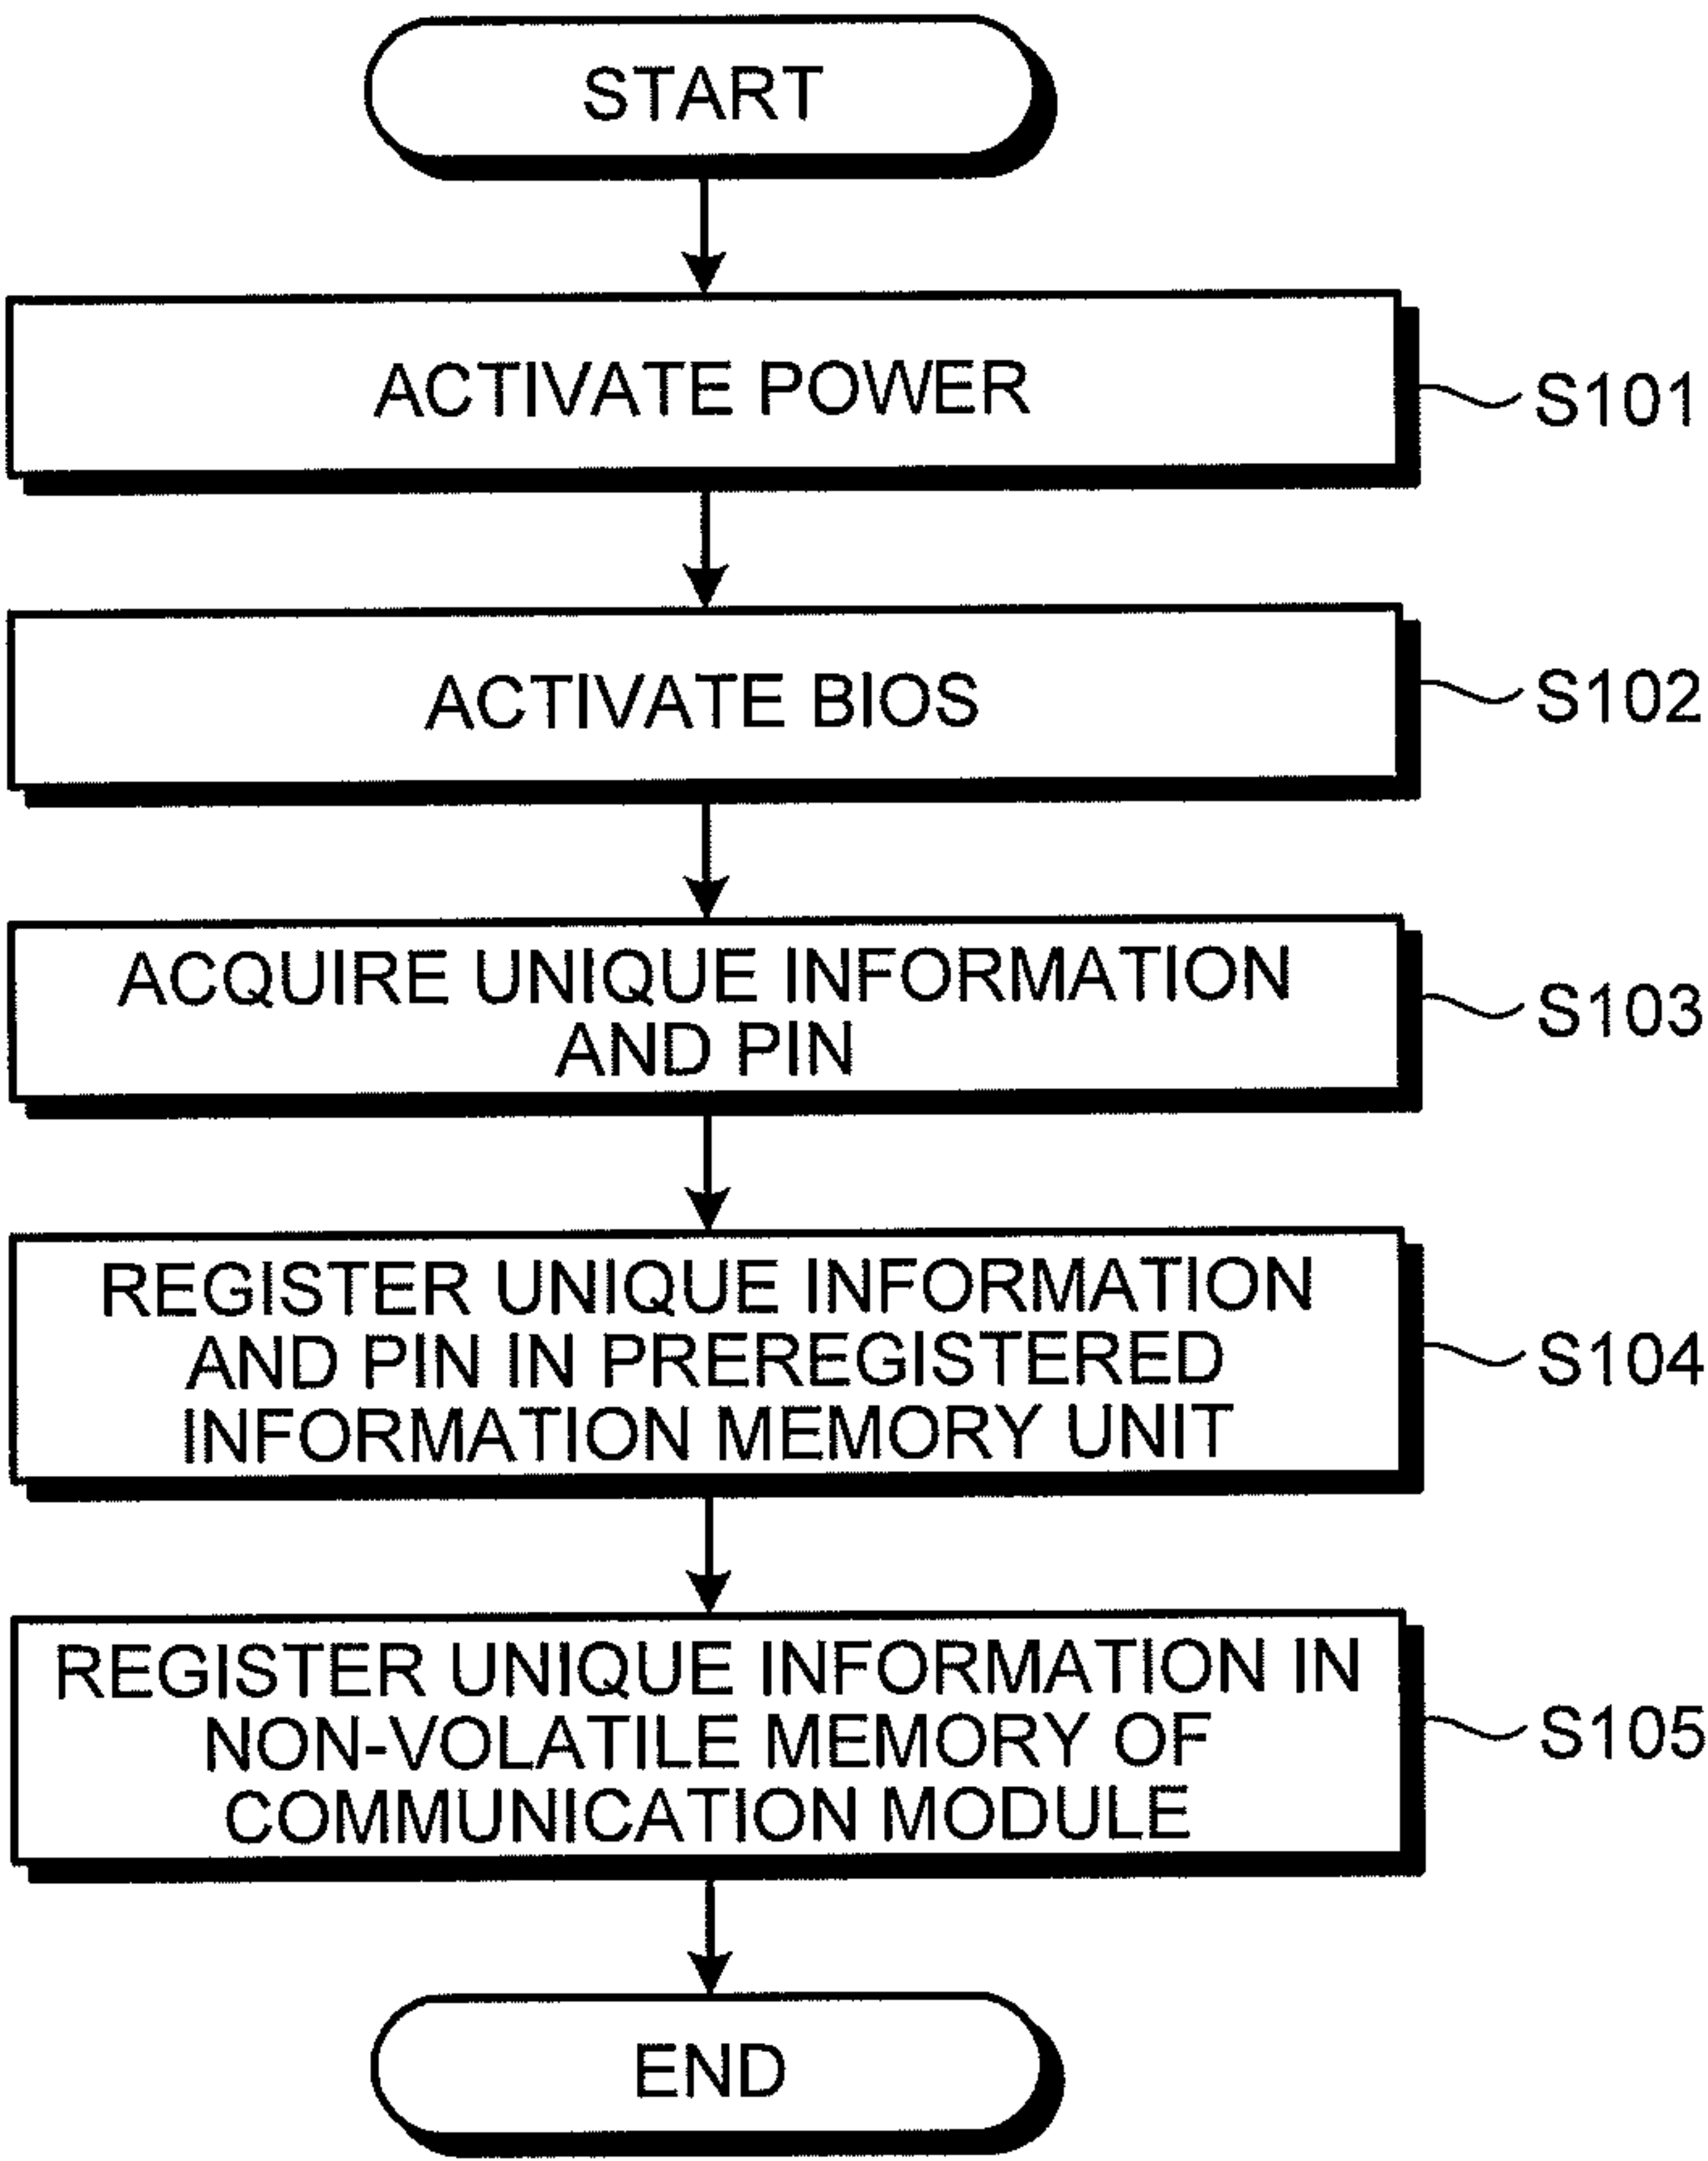 START
ACTIVATE POWER
S101
ACTIVATE BIOS
S102
ACQUIRE UNIQUE INFORMATION
AND PIN
S103
REGISTER UNIQUE INFORMATION
AND PIN IN PREREGISTERED
INFORMATION MEMORY UNIT
S104
REGISTER UNIQUE INFORMATION IN
NON-VOLATILE MEMORY OF
COMMUNICATION MODULE
S105
END